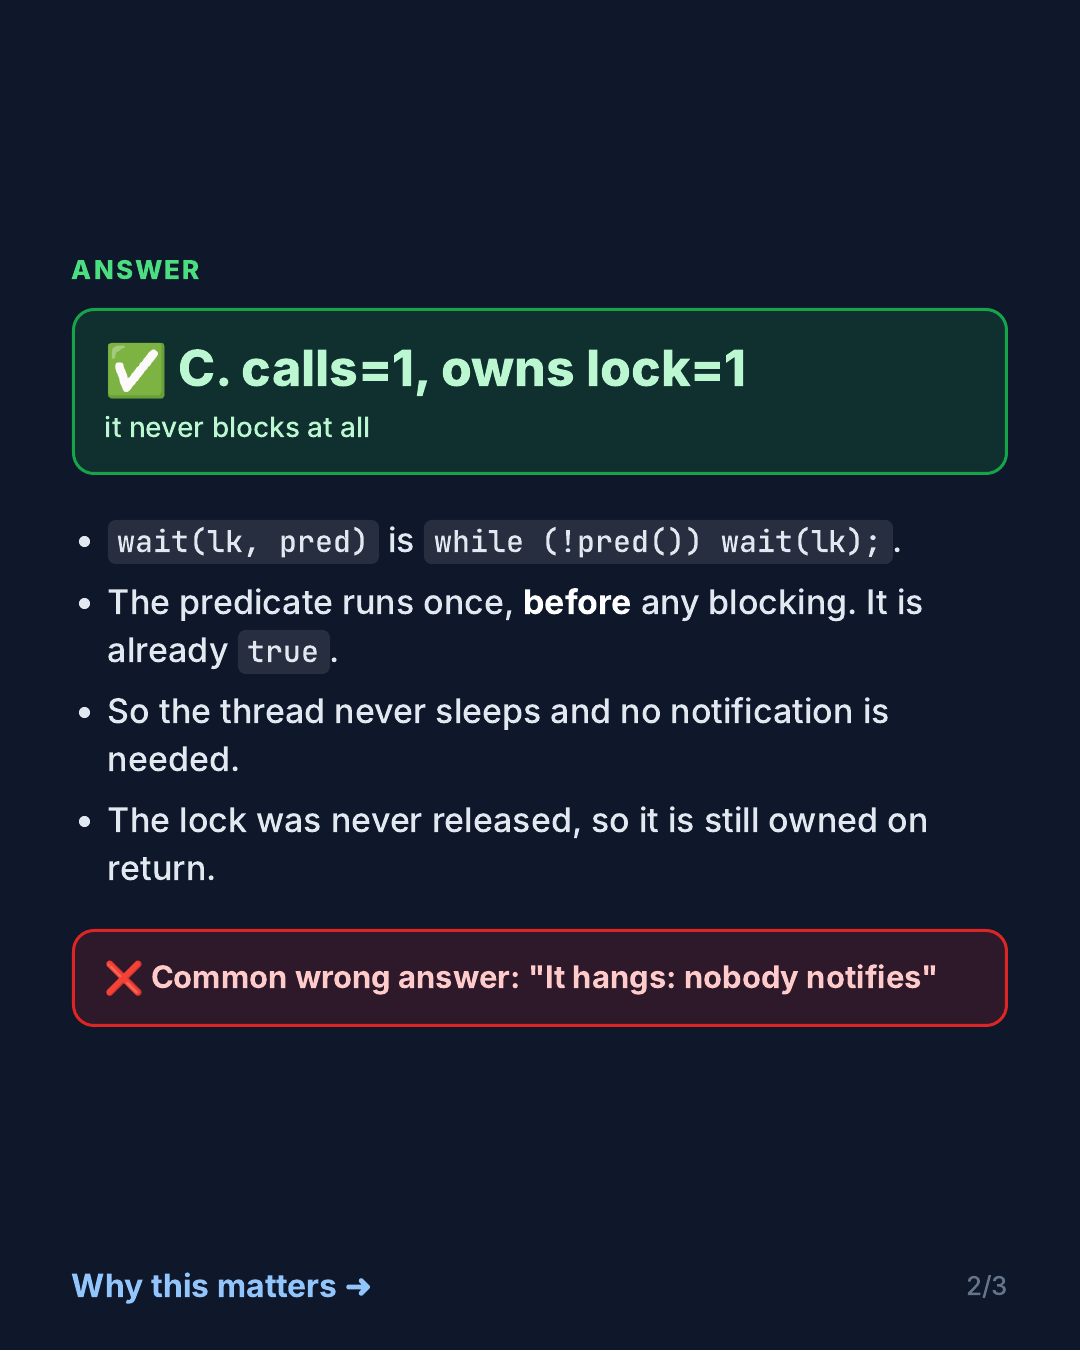 ANSWER
✅ C. calls=1, owns lock=1
it never blocks at all
• wait(lk, pred) is while (!pred()) wait(lk); .
• The predicate runs once, before any blocking. It is
already true .
• So the thread never sleeps and no notification is
needed.
• The lock was never released, so it is still owned on
return.
❌ Common wrong answer: "It hangs: nobody notifies"
Why this matters ➜
2/3